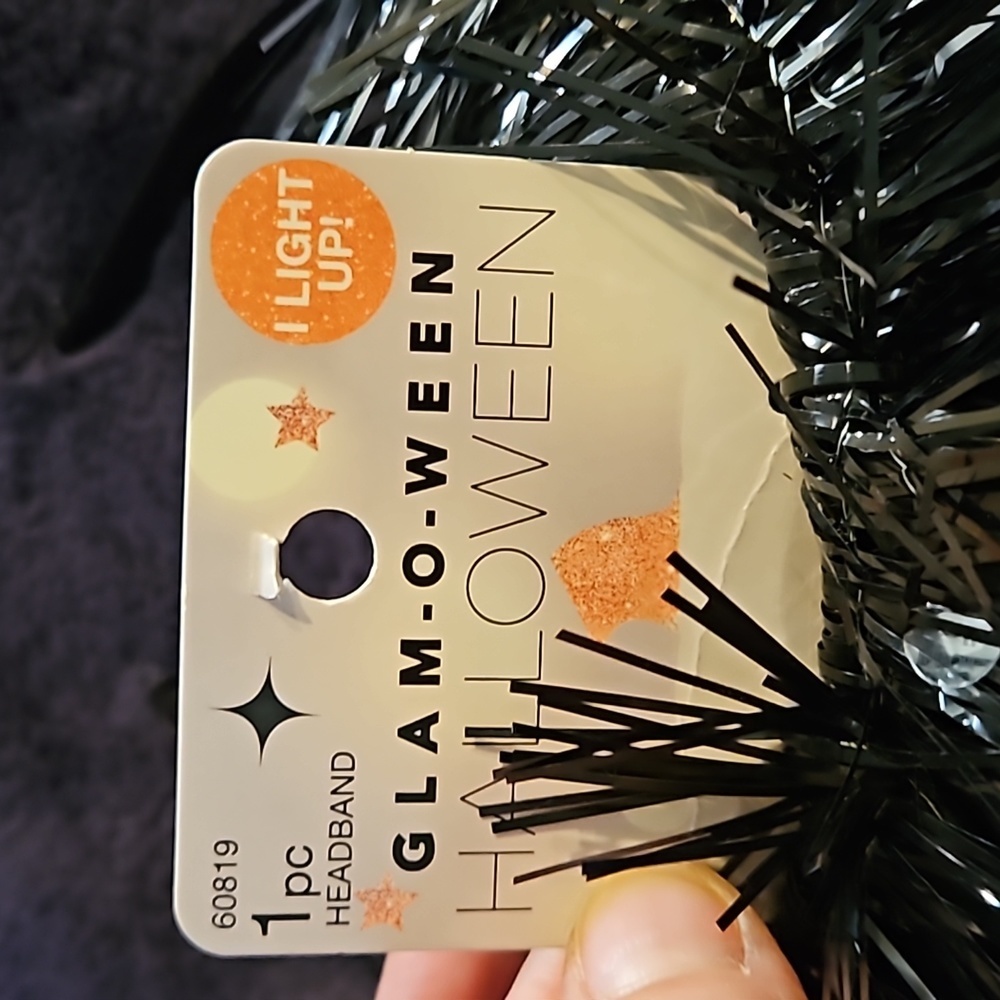 60819
1pc
HEADBAND
I LIGHT
UP!
GLAM-O-WEEN
HALLOWEEN